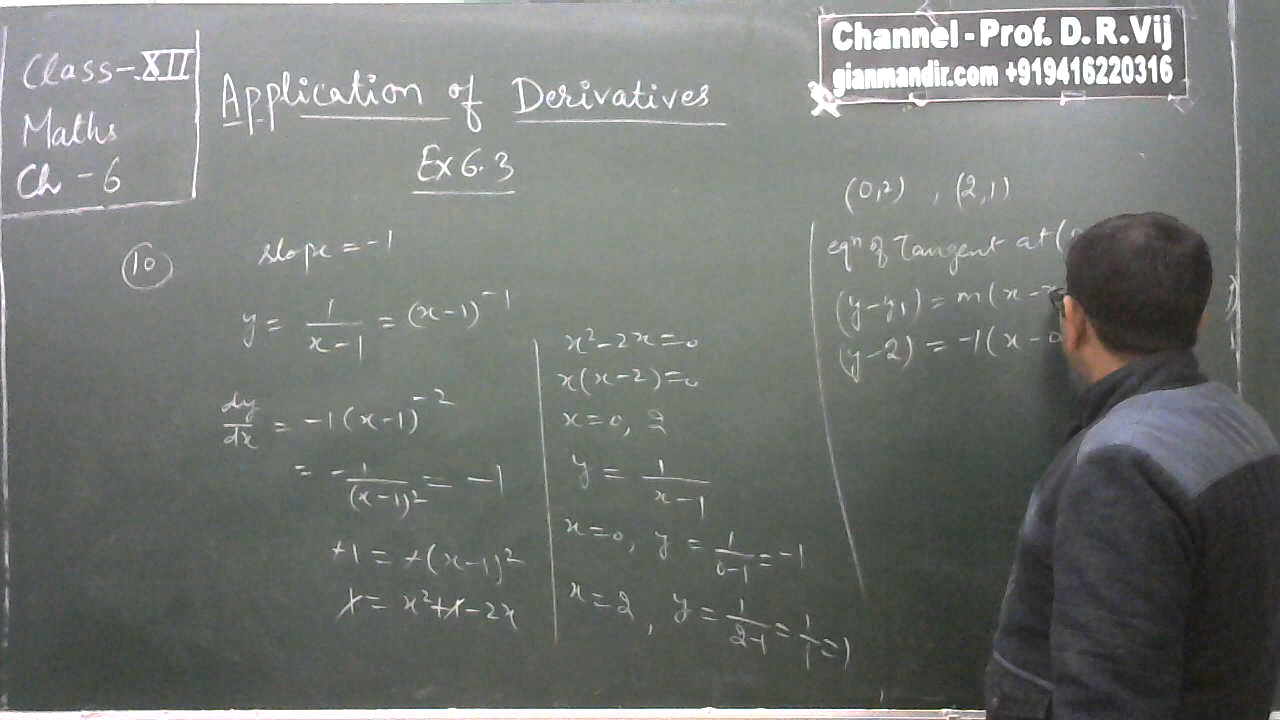 Channel - Prof. D. R. Vij
gianmandir.com +919416220316
Class-XII
Maths
Ch - 6
Application of Derivatives
Ex 6.3
10
slope = -1
y = 1/(x-1) = (x-1)^-1
dy/dx = -1(x-1)^-2
= -1/(x-1)² = -1
+1 = +(x-1)²
1 = x²+1-2x
x²-2x=0
x(x-2)=0
x=0, 2
y = 1/(x-1)
x=0, y = 1/(0-1) = -1
x=2, y = 1/(2-1) = 1/1 = 1
(0,2) , (2,1)
eqn of Tangent at (
(y-y₁) = m(x-x
(y-2) = -1(x-0